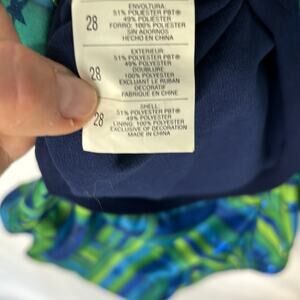 28
ENVOLTURA:
51% POLIESTER PBT®
49% POLIESTER
FORRO: 100% POLIESTER
SIN ADORNOS
HECHO EN CHINA
28
EXTERIEUR:
51% POLYESTER PBT®
49% POLYESTER
DOUBLURE:
100% POLYESTER
EXCLUANT LE RUBAN
DECORATIF
FABRIQUÉ EN CHINE
28
SHELL:
51% POLYESTER PBT®
49% POLYESTER
LINING: 100% POLYESTER
EXCLUSIVE OF DECORATION
MADE IN CHINA